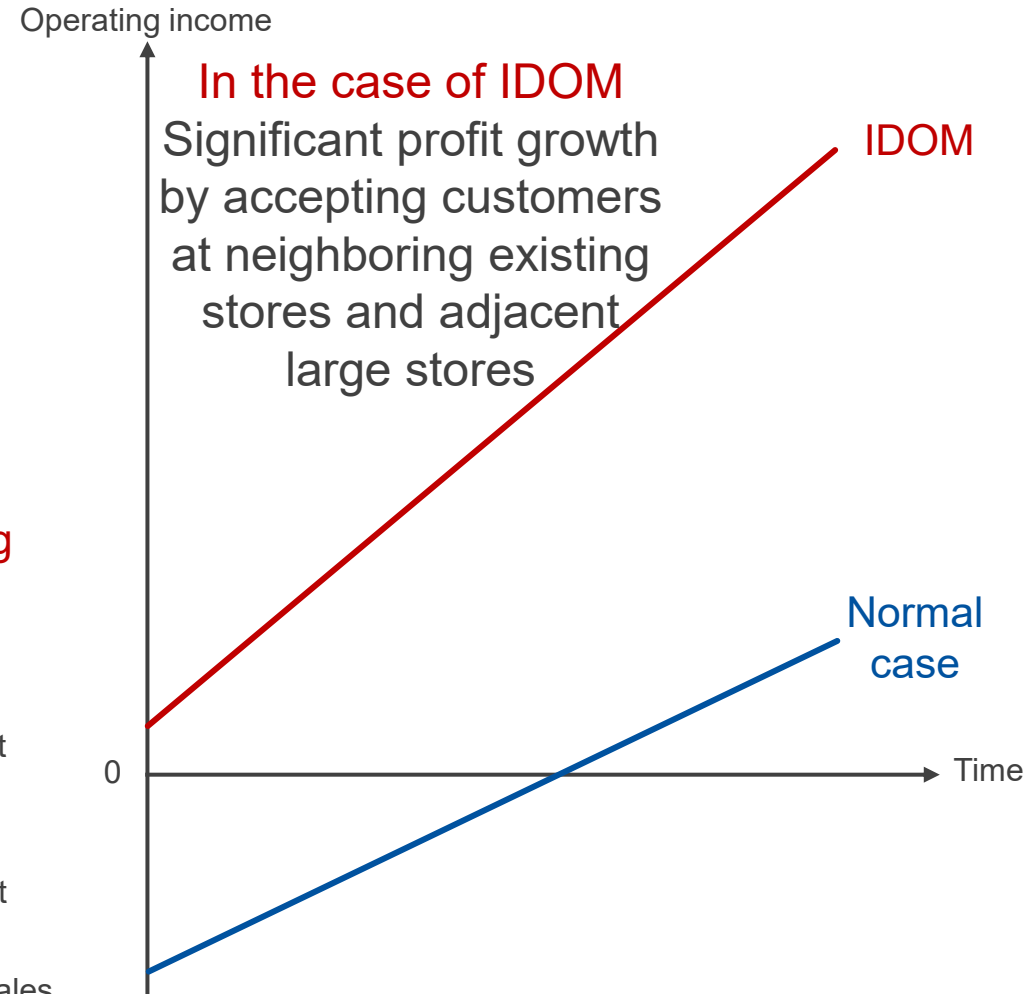 Operating income
In the case of IDOM
Significant profit growth
by accepting customers
at neighboring existing
stores and adjacent
large stores
IDOM
Normal
case
0
Time